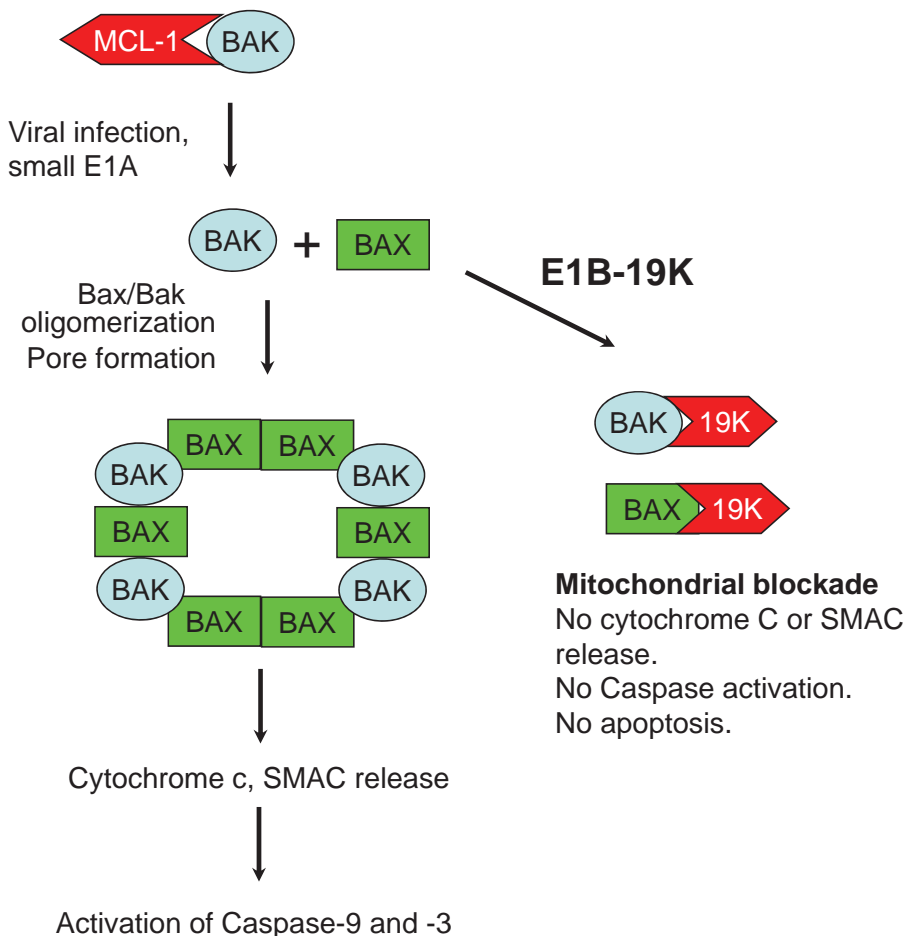 MCL-1 BAK
Viral infection,
small E1A
BAK + BAX
E1B-19K
Bax/Bak
oligomerization
Pore formation
BAK 19K
BAX 19K
BAX BAX
BAK BAK
BAX BAX
BAK BAK
BAX BAX
Mitochondrial blockade
No cytochrome C or SMAC
release.
No Caspase activation.
No apoptosis.
Cytochrome c, SMAC release
Activation of Caspase-9 and -3